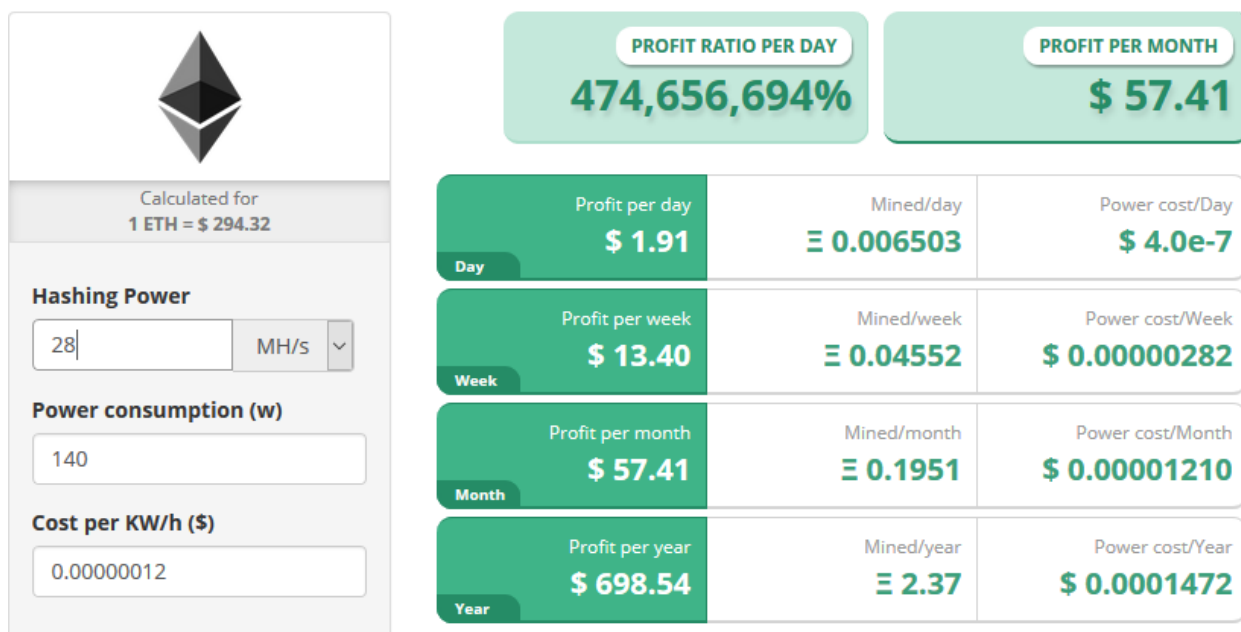 Calculated for
1 ETH = $ 294.32
Hashing Power
28 MH/s
Power consumption (w)
140
Cost per KW/h ($)
0.00000012
PROFIT RATIO PER DAY
474,656,694%
PROFIT PER MONTH
$ 57.41
Profit per day Mined/day Power cost/Day
$ 1.91 Ξ 0.006503 $ 4.0e-7
Day
Profit per week Mined/week Power cost/Week
$ 13.40 Ξ 0.04552 $ 0.00000282
Week
Profit per month Mined/month Power cost/Month
$ 57.41 Ξ 0.1951 $ 0.00001210
Month
Profit per year Mined/year Power cost/Year
$ 698.54 Ξ 2.37 $ 0.0001472
Year